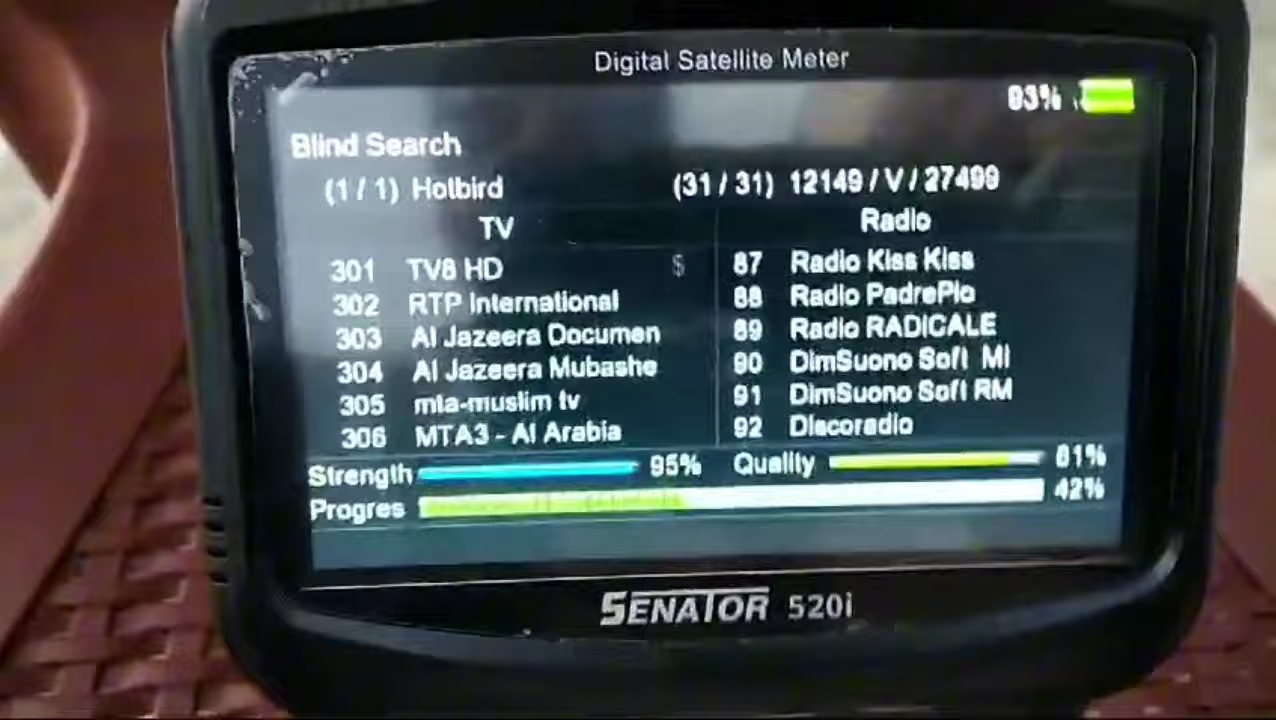 Digital Satellite Meter
93%
Blind Search
(1 / 1) Hotbird (31 / 31) 12149 / V / 27499
TV Radio
301 TV8 HD $ 87 Radio Kiss Kiss
302 RTP International 88 Radio PadrePio
303 Al Jazeera Documen 89 Radio RADICALE
304 Al Jazeera Mubashe 90 DimSuono Soft MI
305 mta-muslim tv 91 DimSuono Soft RM
306 MTA3 - Al Arabia 92 Discoradio
Strength 95% Quality 81%
Progres 42%
SENATOR 520i